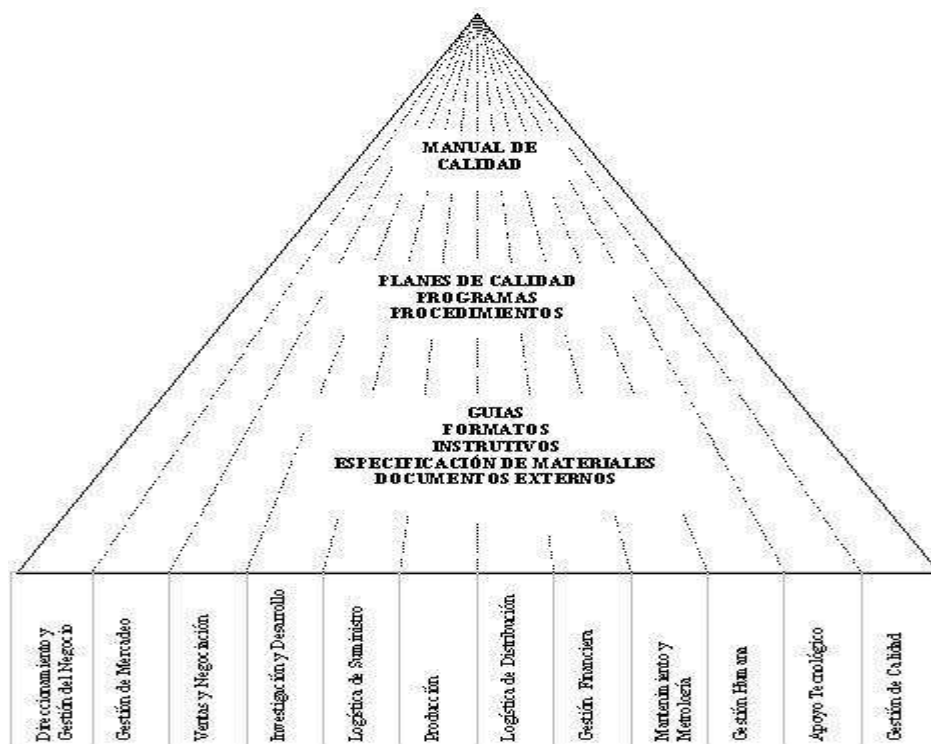 MANUAL DE
CALIDAD
PLANES DE CALIDAD
PROGRAMAS
PROCEDIMIENTOS
GUIAS
FORMATOS
INSTRUTIVOS
ESPECIFICACIÓN DE MATERIALES
DOCUMENTOS EXTERNOS
Direccionamiento y
Gestión del Negocio
Gestión de Mercadeo
Ventas y Negociación
Investigación y Desarrollo
Logística de Suministro
Producción
Logística de Distribución
Gestión Financiera
Mantenimiento y
Metrología
Gestión Humana
Apoyo Tecnológico
Gestión de Calidad